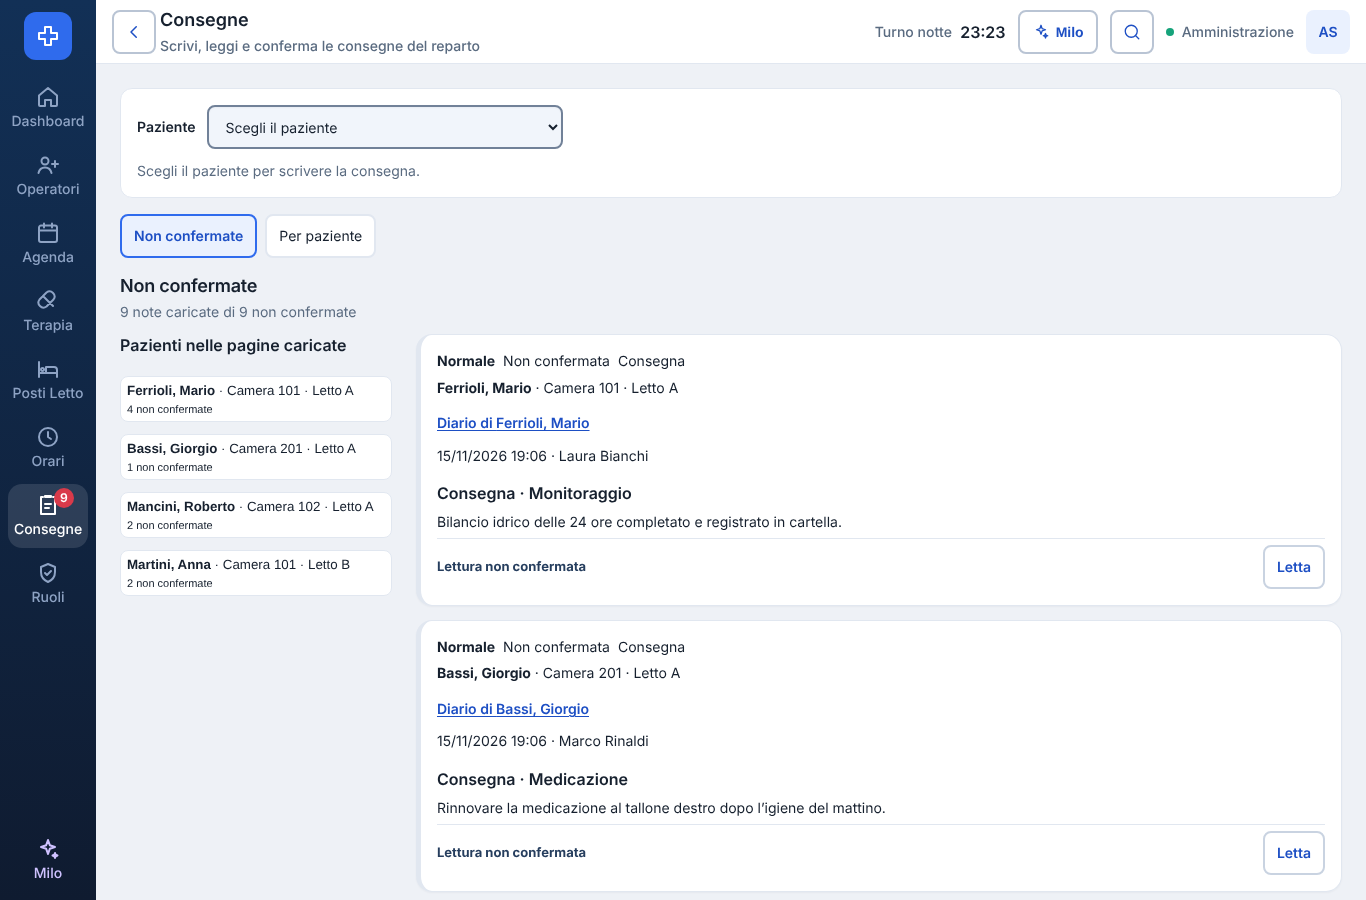 Consegne
Scrivi, leggi e conferma le consegne del reparto
Turno notte 23:23
Milo
Amministrazione
AS
Dashboard
Operatori
Agenda
Terapia
Posti Letto
Orari
9
Consegne
Ruoli
Milo
Paziente
Scegli il paziente
Scegli il paziente per scrivere la consegna.
Non confermate
Per paziente
Non confermate
9 note caricate di 9 non confermate
Pazienti nelle pagine caricate
Ferrioli, Mario · Camera 101 · Letto A
4 non confermate
Bassi, Giorgio · Camera 201 · Letto A
1 non confermate
Mancini, Roberto · Camera 102 · Letto A
2 non confermate
Martini, Anna · Camera 101 · Letto B
2 non confermate
Normale Non confermata Consegna
Ferrioli, Mario · Camera 101 · Letto A
Diario di Ferrioli, Mario
15/11/2026 19:06 · Laura Bianchi
Consegna · Monitoraggio
Bilancio idrico delle 24 ore completato e registrato in cartella.
Lettura non confermata
Letta
Normale Non confermata Consegna
Bassi, Giorgio · Camera 201 · Letto A
Diario di Bassi, Giorgio
15/11/2026 19:06 · Marco Rinaldi
Consegna · Medicazione
Rinnovare la medicazione al tallone destro dopo l’igiene del mattino.
Lettura non confermata
Letta